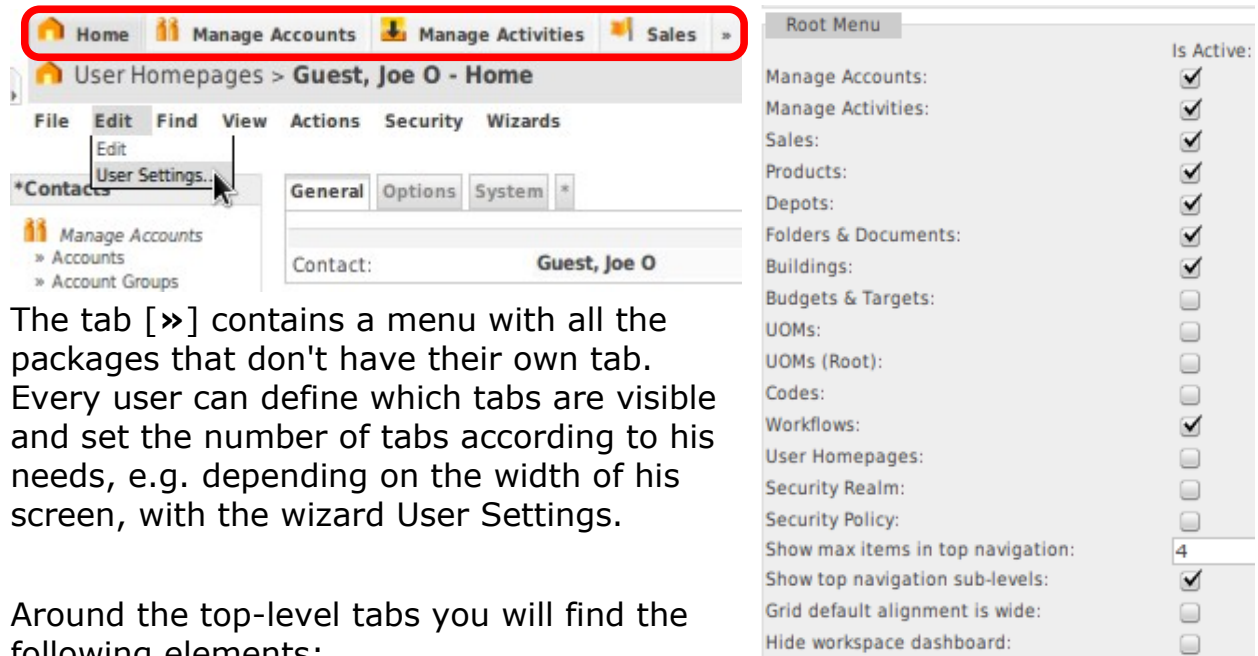 Home Manage Accounts Manage Activities Sales »
User Homepages > Guest, Joe O - Home
File Edit Find View Actions Security Wizards
Edit
User Settings..
*Contacts
General Options System *
Manage Accounts
» Accounts
» Account Groups
Contact: Guest, Joe O
The tab [»] contains a menu with all the
packages that don't have their own tab.
Every user can define which tabs are visible
and set the number of tabs according to his
needs, e.g. depending on the width of his
screen, with the wizard User Settings.
Around the top-level tabs you will find the
following elements:
Root Menu
Is Active:
Manage Accounts:
Manage Activities:
Sales:
Products:
Depots:
Folders & Documents:
Buildings:
Budgets & Targets:
UOMs:
UOMs (Root):
Codes:
Workflows:
User Homepages:
Security Realm:
Security Policy:
Show max items in top navigation: 4
Show top navigation sub-levels:
Grid default alignment is wide:
Hide workspace dashboard: